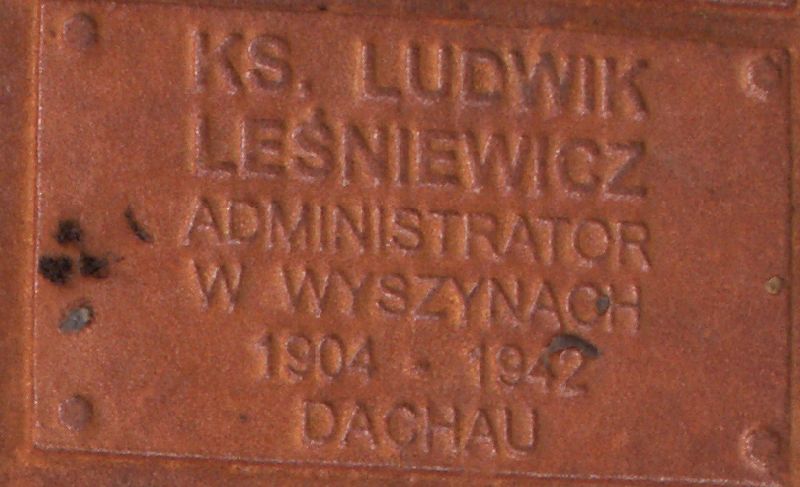 KS. LUDWIK
LEŚNIEWICZ
ADMINISTRATOR
W WYSZYNACH
1904 - 1942
DACHAU